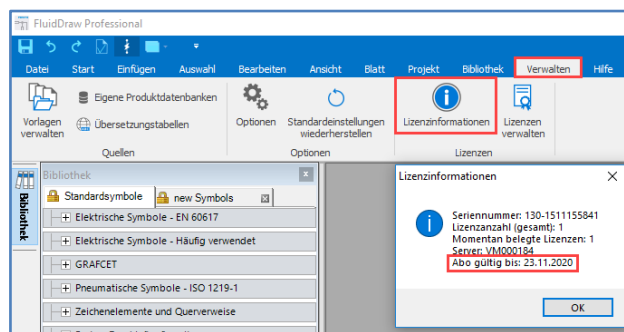 FluidDraw Professional
Datei Start Einfügen Auswahl Bearbeiten Ansicht Blatt Projekt Bibliothek Verwalten Hilfe
Vorlagen verwalten
Eigene Produktdatenbanken
Übersetzungstabellen
Optionen
Standardeinstellungen wiederherstellen
Lizenzinformationen
Lizenzen verwalten
Quellen Optionen Lizenzen
Bibliothek
Bibliothek
Standardsymbole new Symbols
Elektrische Symbole - EN 60617
Elektrische Symbole - Häufig verwendet
GRAFCET
Pneumatische Symbole - ISO 1219-1
Zeichenelemente und Querverweise
Lizenzinformationen
Seriennummer: 130-1511155841
Lizenzanzahl (gesamt): 1
Momentan belegte Lizenzen: 1
Server: VM000184
Abo gültig bis: 23.11.2020
OK